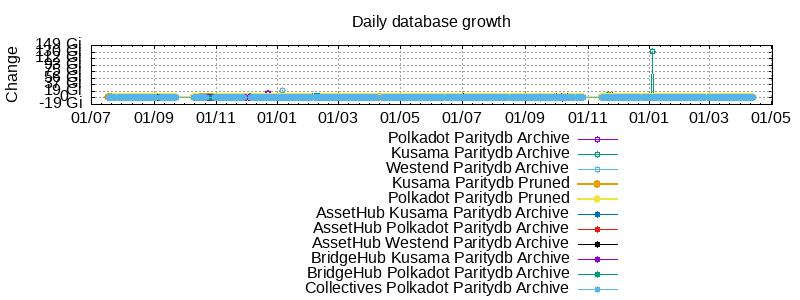 Daily database growth
Change
149 Gi
-19 Gi
01/07 01/09 01/11 01/01 01/03 01/05 01/07 01/09 01/11 01/01 01/03 01/05
Polkadot Paritydb Archive
Kusama Paritydb Archive
Westend Paritydb Archive
Kusama Paritydb Pruned
Polkadot Paritydb Pruned
AssetHub Kusama Paritydb Archive
AssetHub Polkadot Paritydb Archive
AssetHub Westend Paritydb Archive
BridgeHub Kusama Paritydb Archive
BridgeHub Polkadot Paritydb Archive
Collectives Polkadot Paritydb Archive